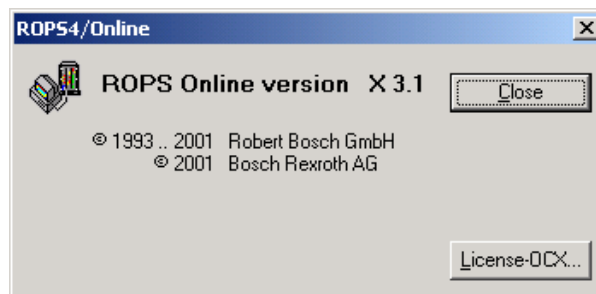 ROPS4/Online
ROPS Online version X 3.1
Close
© 1993 .. 2001 Robert Bosch GmbH
© 2001 Bosch Rexroth AG
License-OCX...